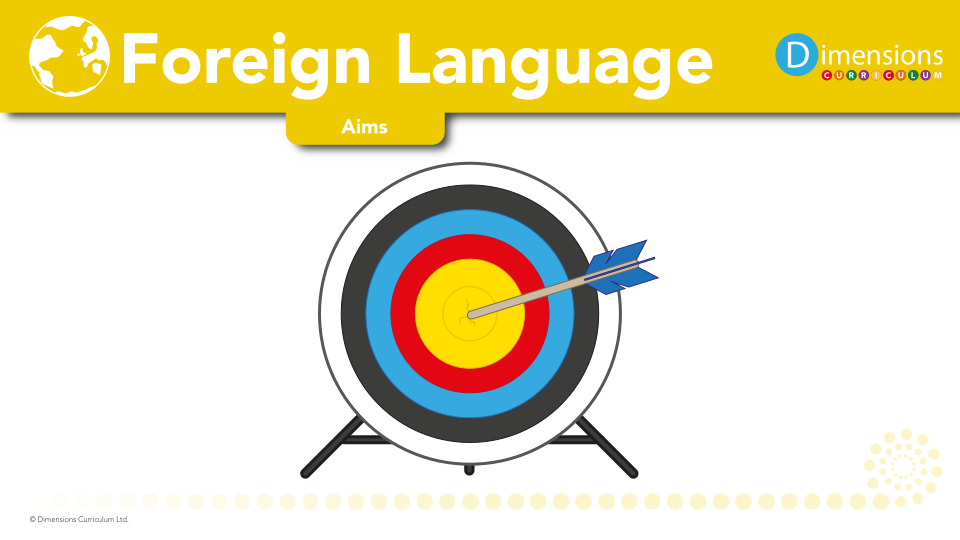 Foreign Language
Dimensions
CURRICULUM
Aims
© Dimensions Curriculum Ltd.